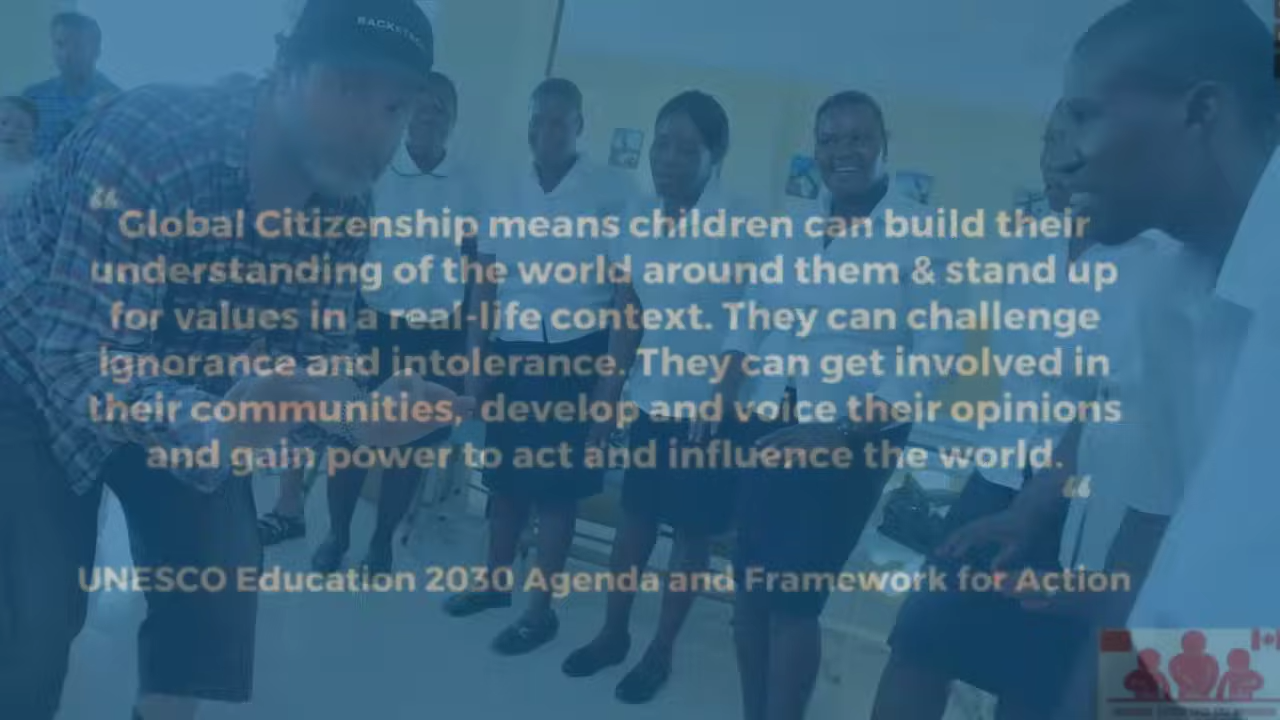 “
Global Citizenship means children can build their
understanding of the world around them & stand up
for values in a real-life context. They can challenge
ignorance and intolerance. They can get involved in
their communities, develop and voice their opinions
and gain power to act and influence the world.
“
UNESCO Education 2030 Agenda and Framework for Action